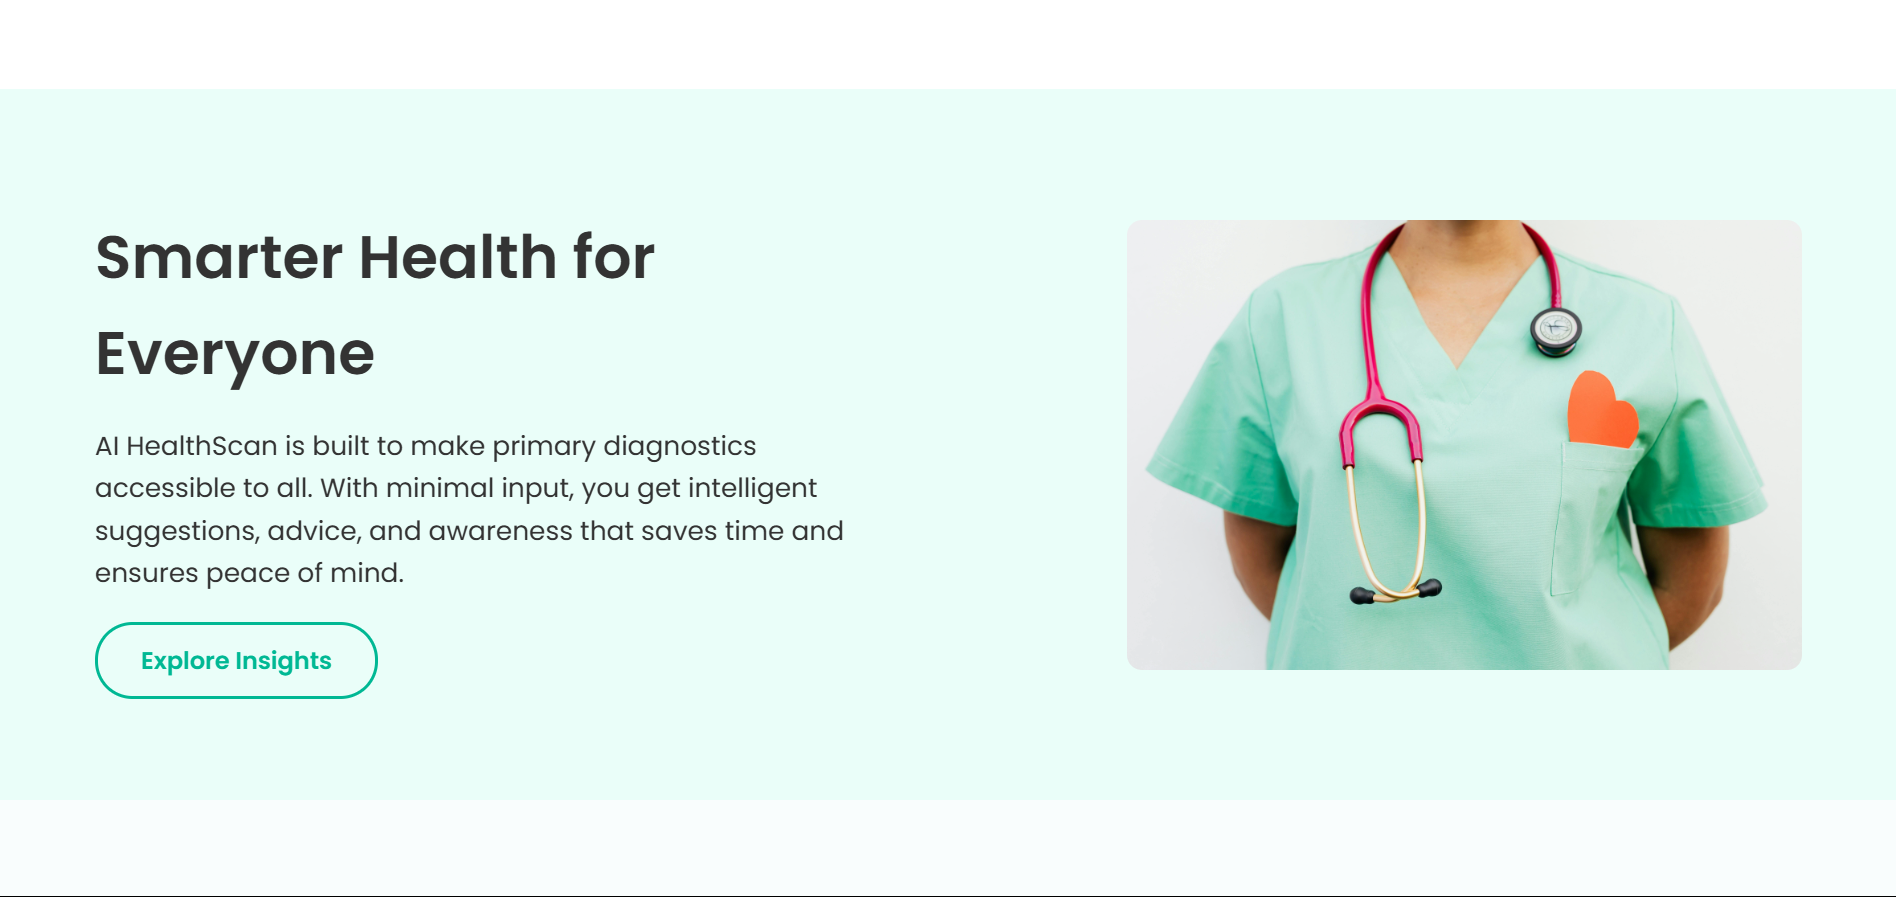 Smarter Health for
Everyone
AI HealthScan is built to make primary diagnostics
accessible to all. With minimal input, you get intelligent
suggestions, advice, and awareness that saves time and
ensures peace of mind.
Explore Insights